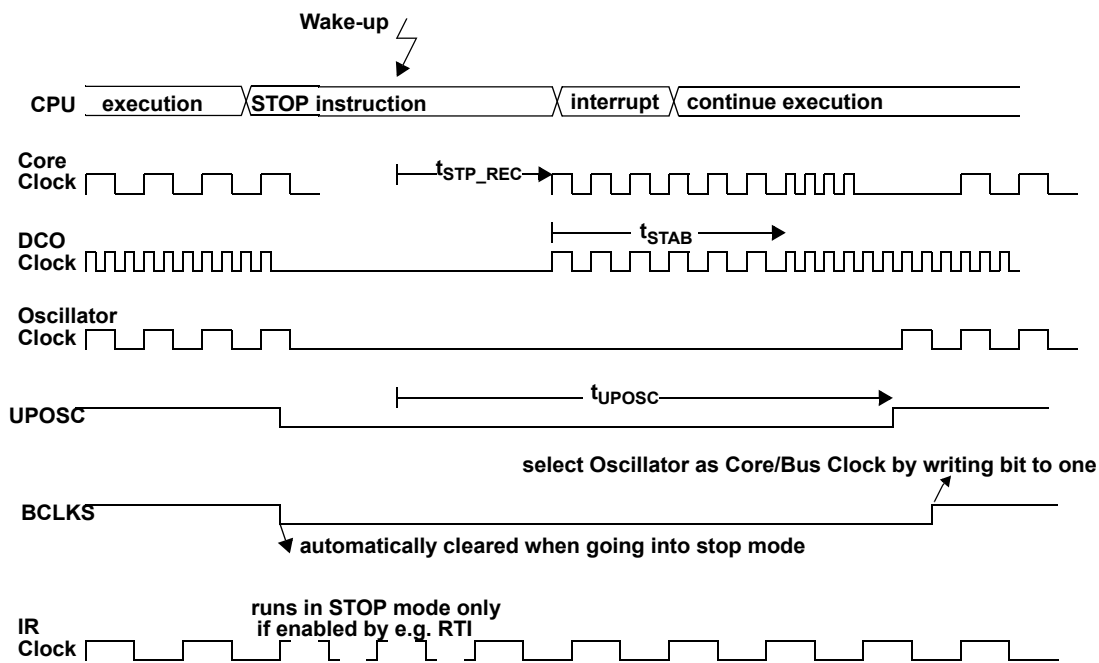 Wake-up
CPU execution STOP instruction interrupt continue execution
Core
Clock
tSTP_REC
DCO
Clock
tSTAB
Oscillator
Clock
UPOSC
tUPOSC
select Oscillator as Core/Bus Clock by writing bit to one
BCLKS
automatically cleared when going into stop mode
runs in STOP mode only
if enabled by e.g. RTI
IR
Clock